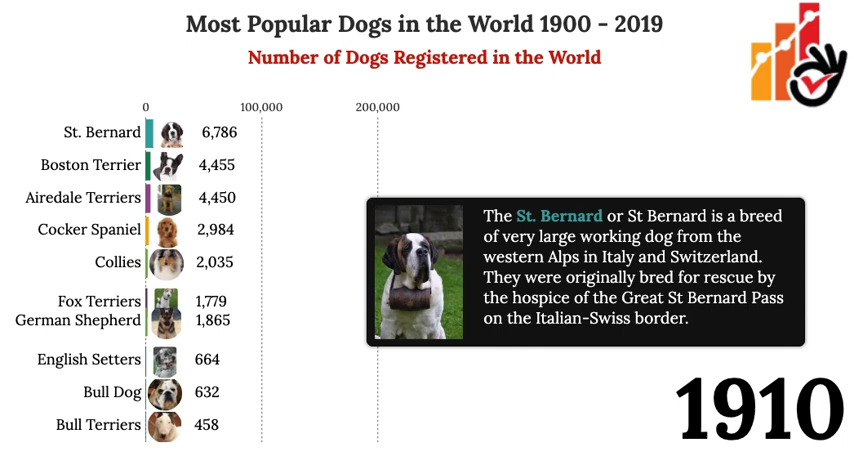 Most Popular Dogs in the World 1900 - 2019
Number of Dogs Registered in the World
0 100,000 200,000
St. Bernard 6,786
Boston Terrier 4,455
Airedale Terriers 4,450
Cocker Spaniel 2,984
Collies 2,035
Fox Terriers 1,779
German Shepherd 1,865
English Setters 664
Bull Dog 632
Bull Terriers 458
The St. Bernard or St Bernard is a breed
of very large working dog from the
western Alps in Italy and Switzerland.
They were originally bred for rescue by
the hospice of the Great St Bernard Pass
on the Italian-Swiss border.
1910